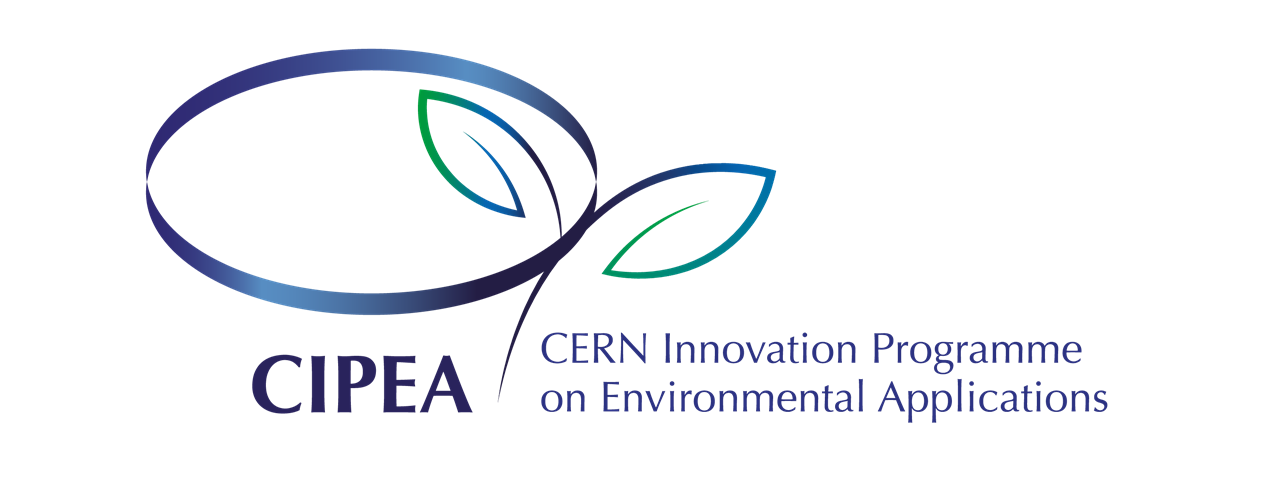 CIPEA
CERN Innovation Programme
on Environmental Applications